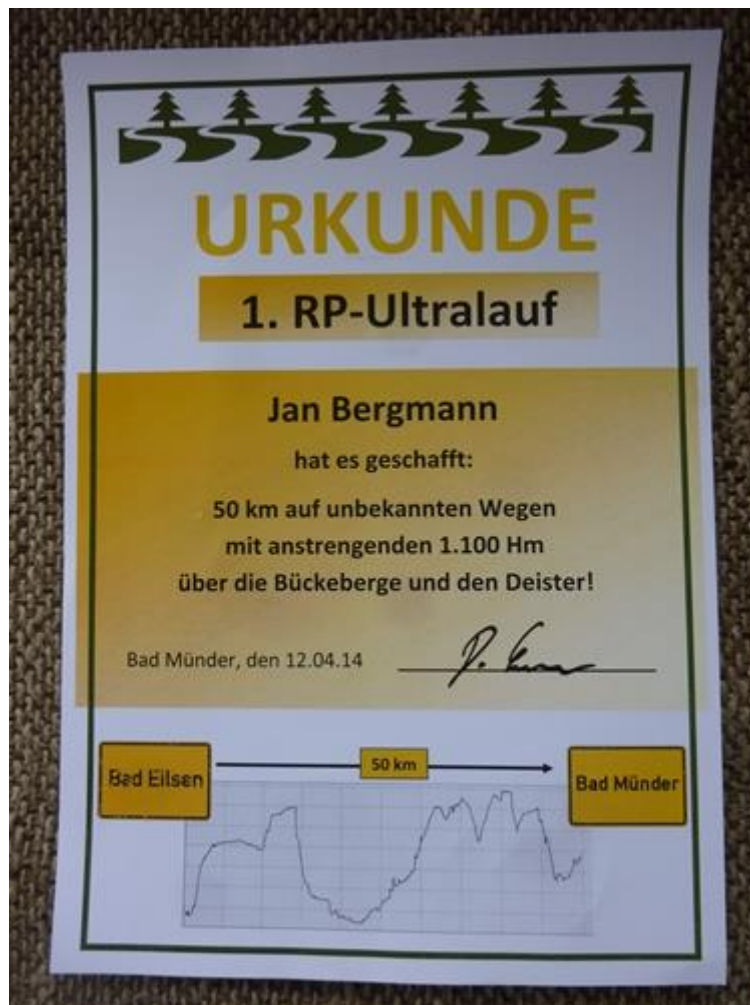 URKUNDE
1. RP-Ultralauf
Jan Bergmann
hat es geschafft:
50 km auf unbekannten Wegen
mit anstrengenden 1.100 Hm
über die Bückeberge und den Deister!
Bad Münder, den 12.04.14
Bad Eilsen
50 km
Bad Münder